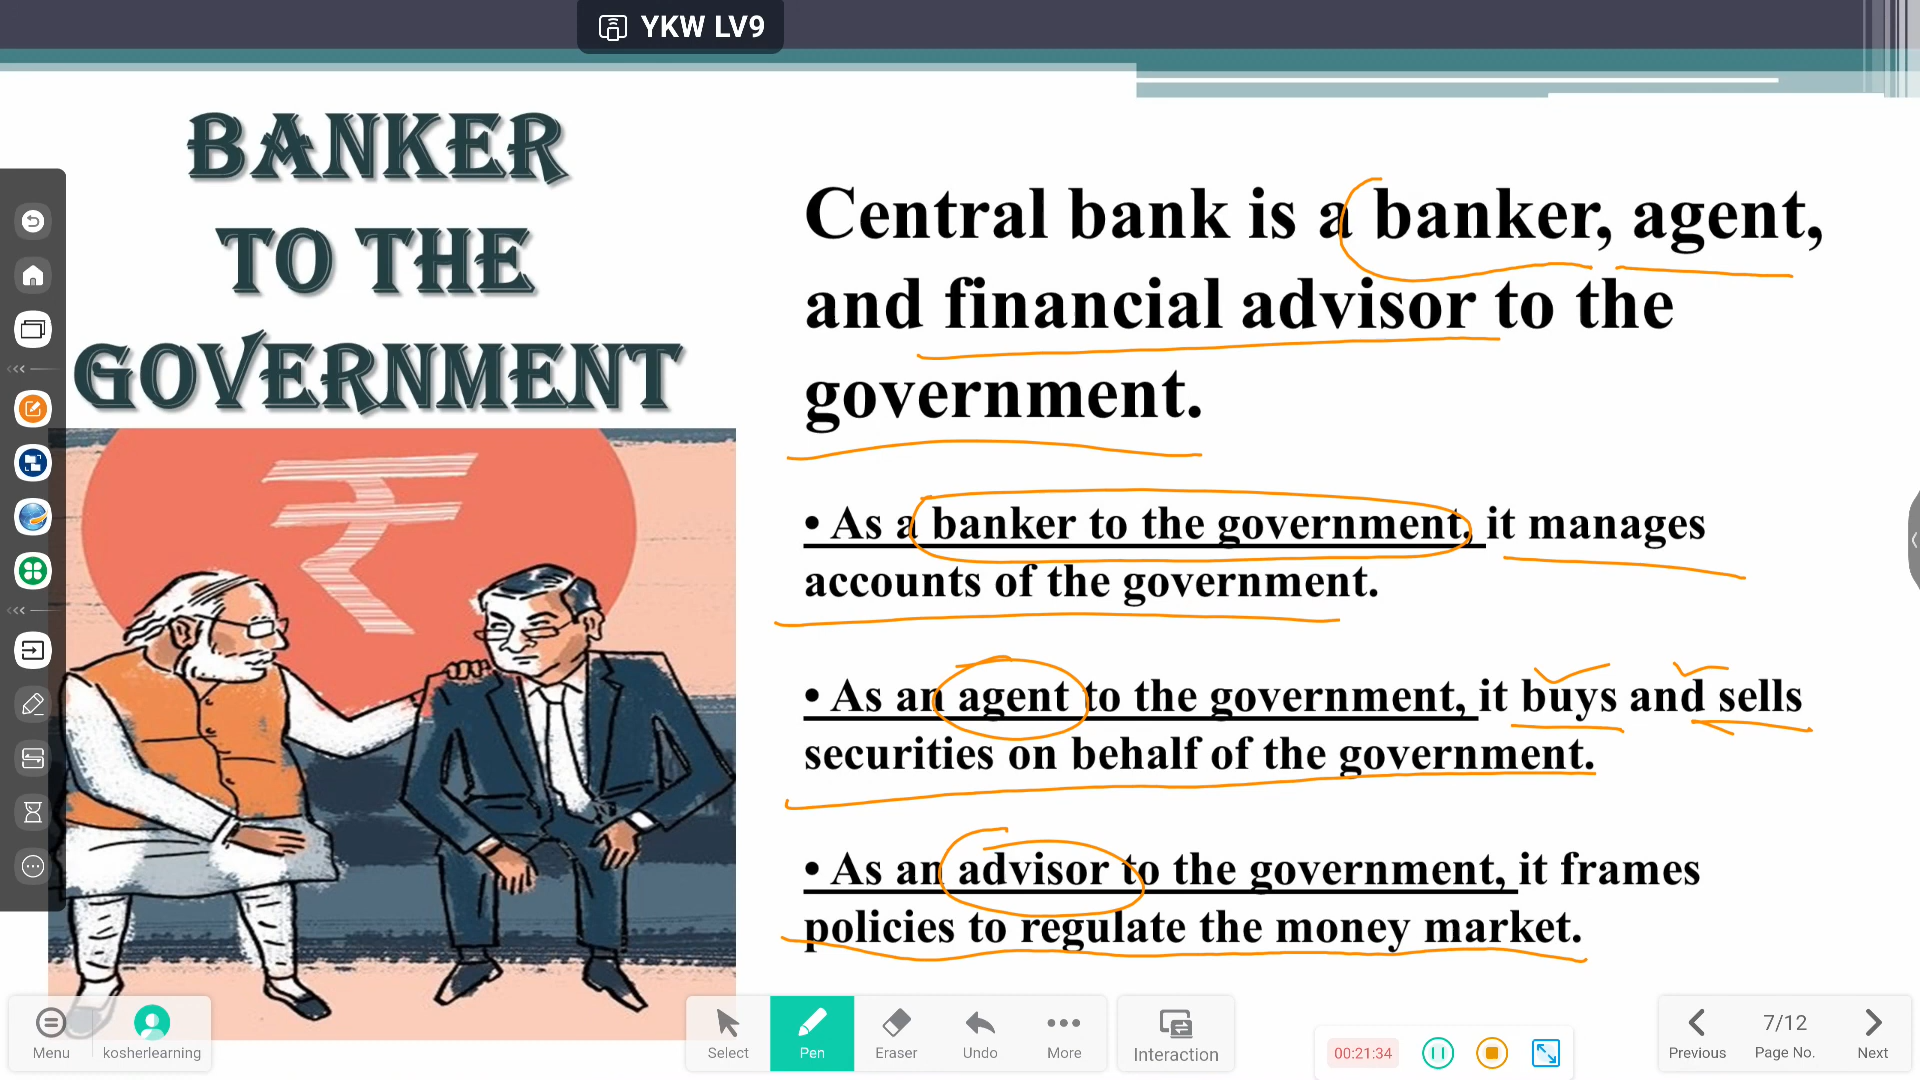 YKW LV9
BANKER
TO THE
GOVERNMENT
Central bank is a banker, agent,
and financial advisor to the
government.
• As a banker to the government, it manages
accounts of the government.
• As an agent to the government, it buys and sells
securities on behalf of the government.
• As an advisor to the government, it frames
policies to regulate the money market.
Menu
kosherlearning
Select
Pen
Eraser
Undo
More
Interaction
00:21:34
Previous
7/12
Page No.
Next